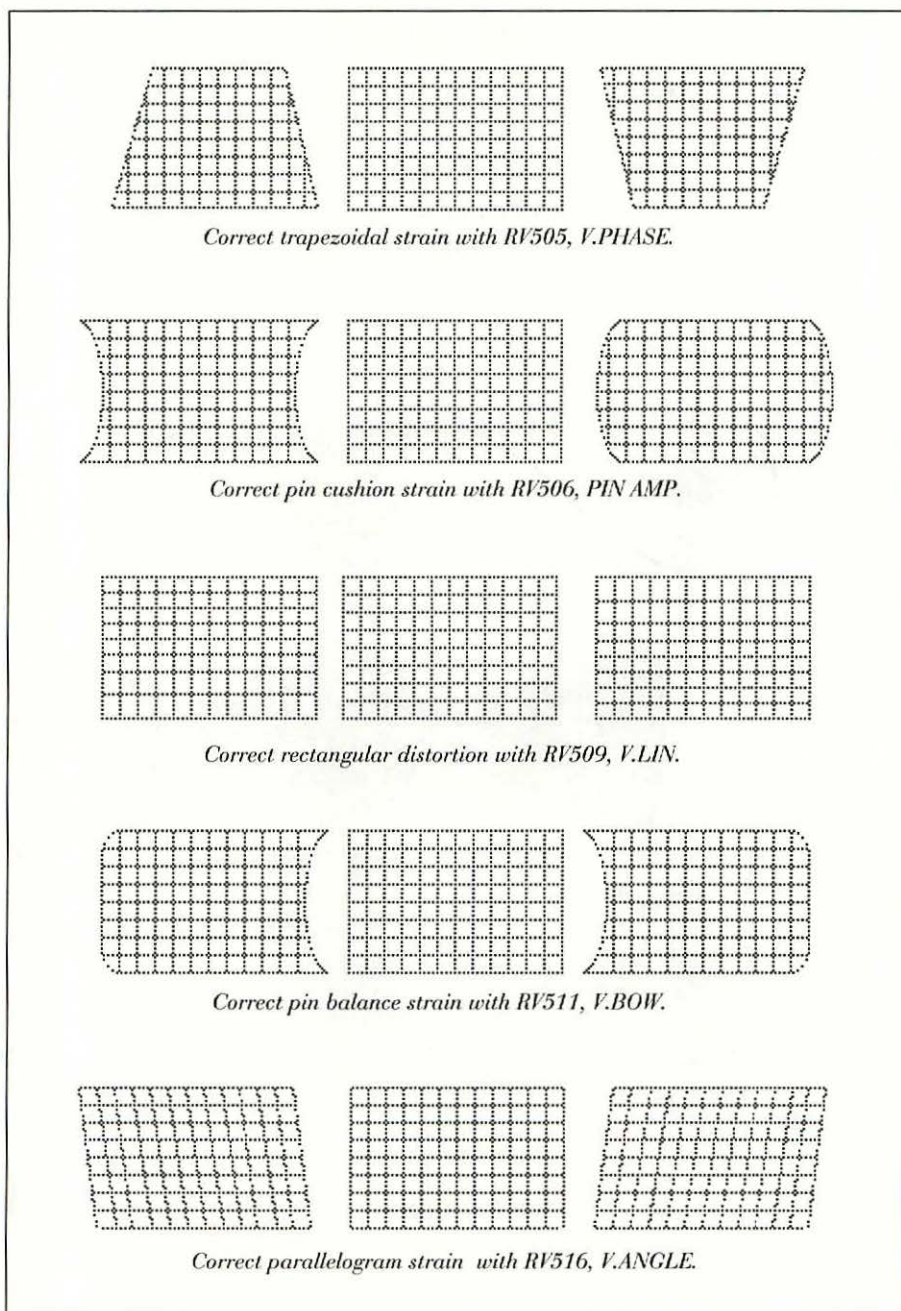 Correct trapezoidal strain with RV505, V.PHASE.
Correct pin cushion strain with RV506, PIN AMP.
Correct rectangular distortion with RV509, V.LIN.
Correct pin balance strain with RV511, V.BOW.
Correct parallelogram strain with RV516, V.ANGLE.